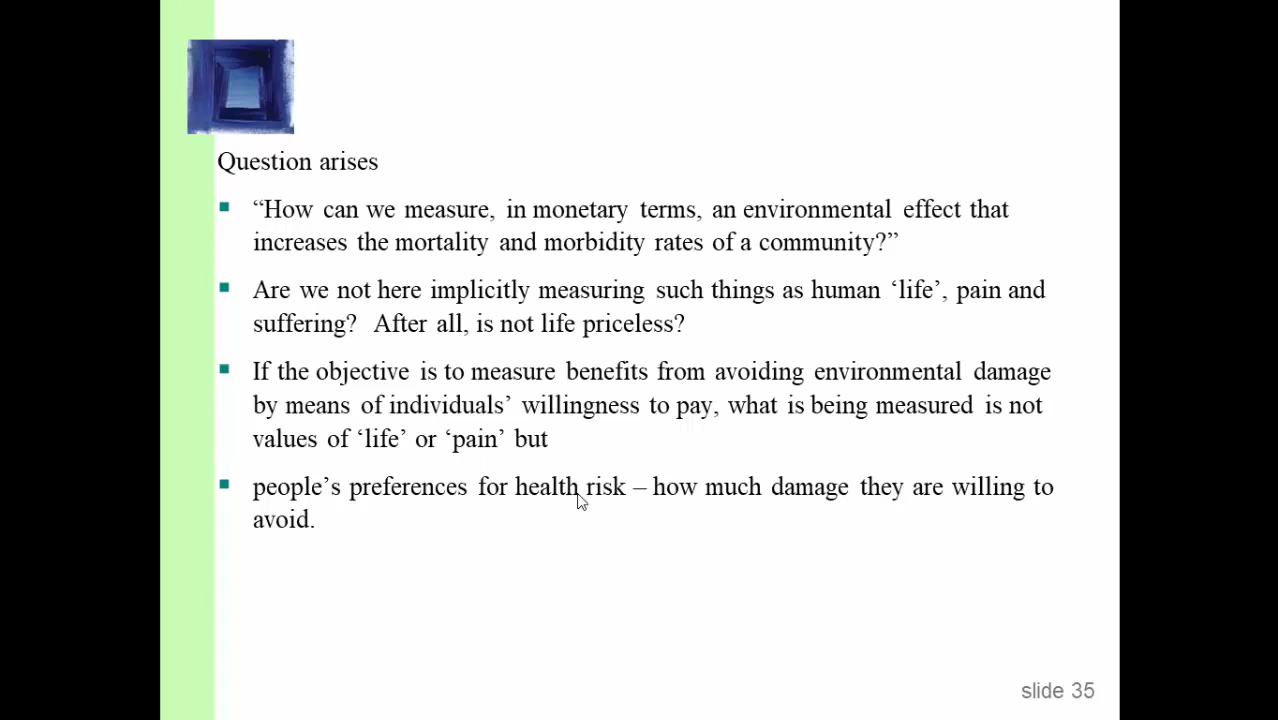 Question arises
“How can we measure, in monetary terms, an environmental effect that
increases the mortality and morbidity rates of a community?”
Are we not here implicitly measuring such things as human ‘life’, pain and
suffering? After all, is not life priceless?
If the objective is to measure benefits from avoiding environmental damage
by means of individuals’ willingness to pay, what is being measured is not
values of ‘life’ or ‘pain’ but
people’s preferences for health risk – how much damage they are willing to
avoid.
slide 35